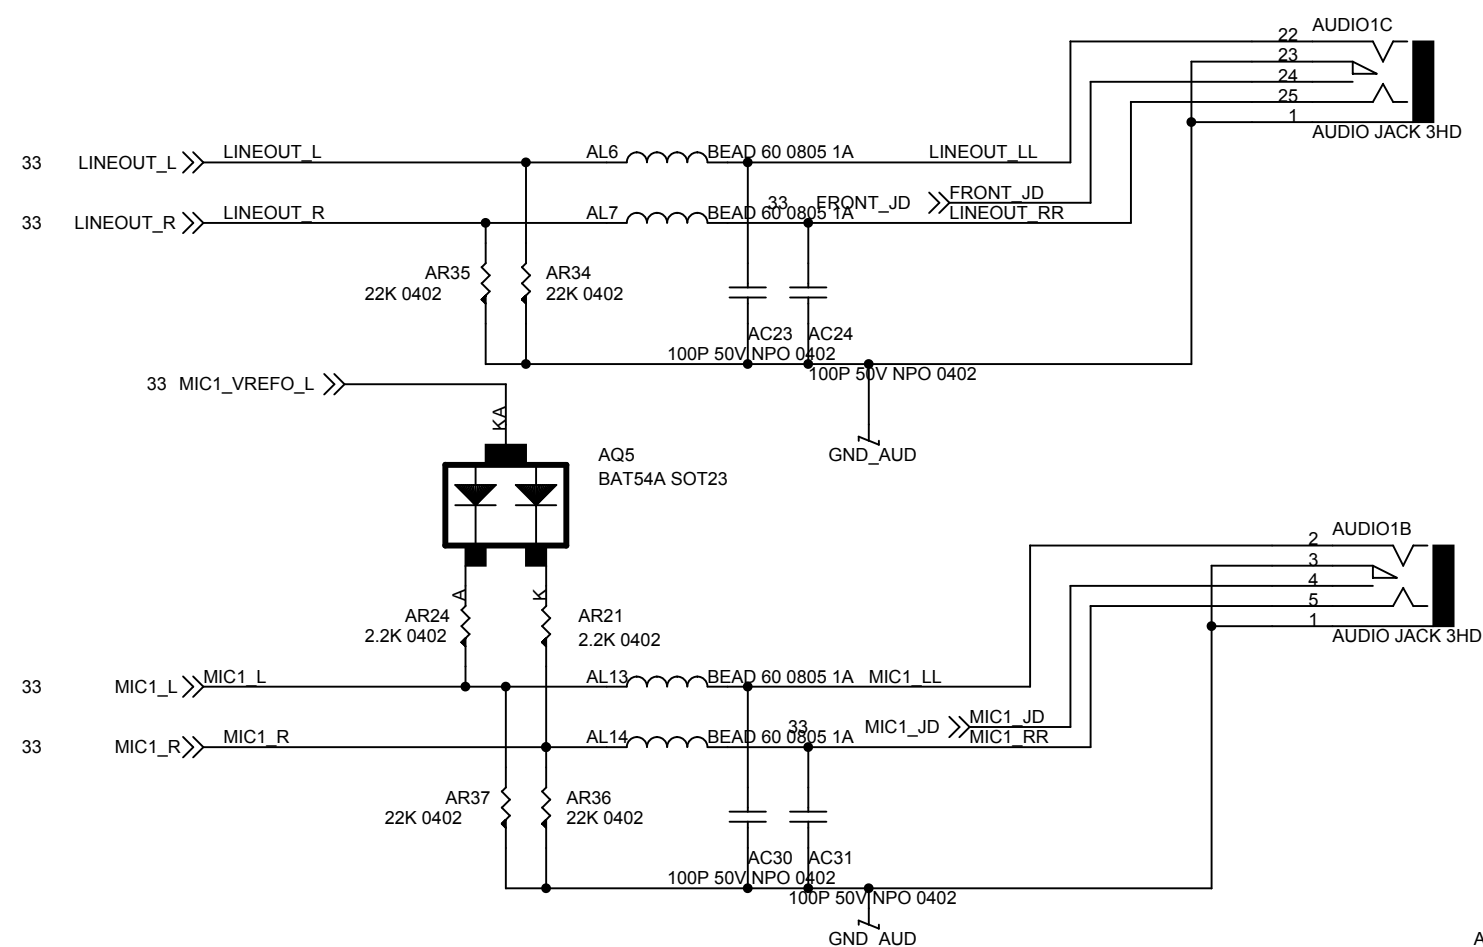 AUDIO1C
22
23
24
25
1
AUDIO JACK 3HD
33 LINEOUT_L LINEOUT_L AL6 BEAD 60 0805 1A LINEOUT_LL
33 FRONT_JD FRONT_JD
33 LINEOUT_R LINEOUT_R AL7 BEAD 60 0805 1A LINEOUT_RR
AR35
22K 0402
AR34
22K 0402
AC23
100P 50V NPO 0402
AC24
100P 50V NPO 0402
33 MIC1_VREFO_L
KA
GND_AUD
AQ5
BAT54A SOT23
A
K
AUDIO1B
2
3
4
5
1
AUDIO JACK 3HD
AR24
2.2K 0402
AR21
2.2K 0402
33 MIC1_L MIC1_L AL13 BEAD 60 0805 1A MIC1_LL
33 MIC1_JD MIC1_JD
33 MIC1_R MIC1_R AL14 BEAD 60 0805 1A MIC1_RR
AR37
22K 0402
AR36
22K 0402
AC30
100P 50V NPO 0402
AC31
100P 50V NPO 0402
GND_AUD
A